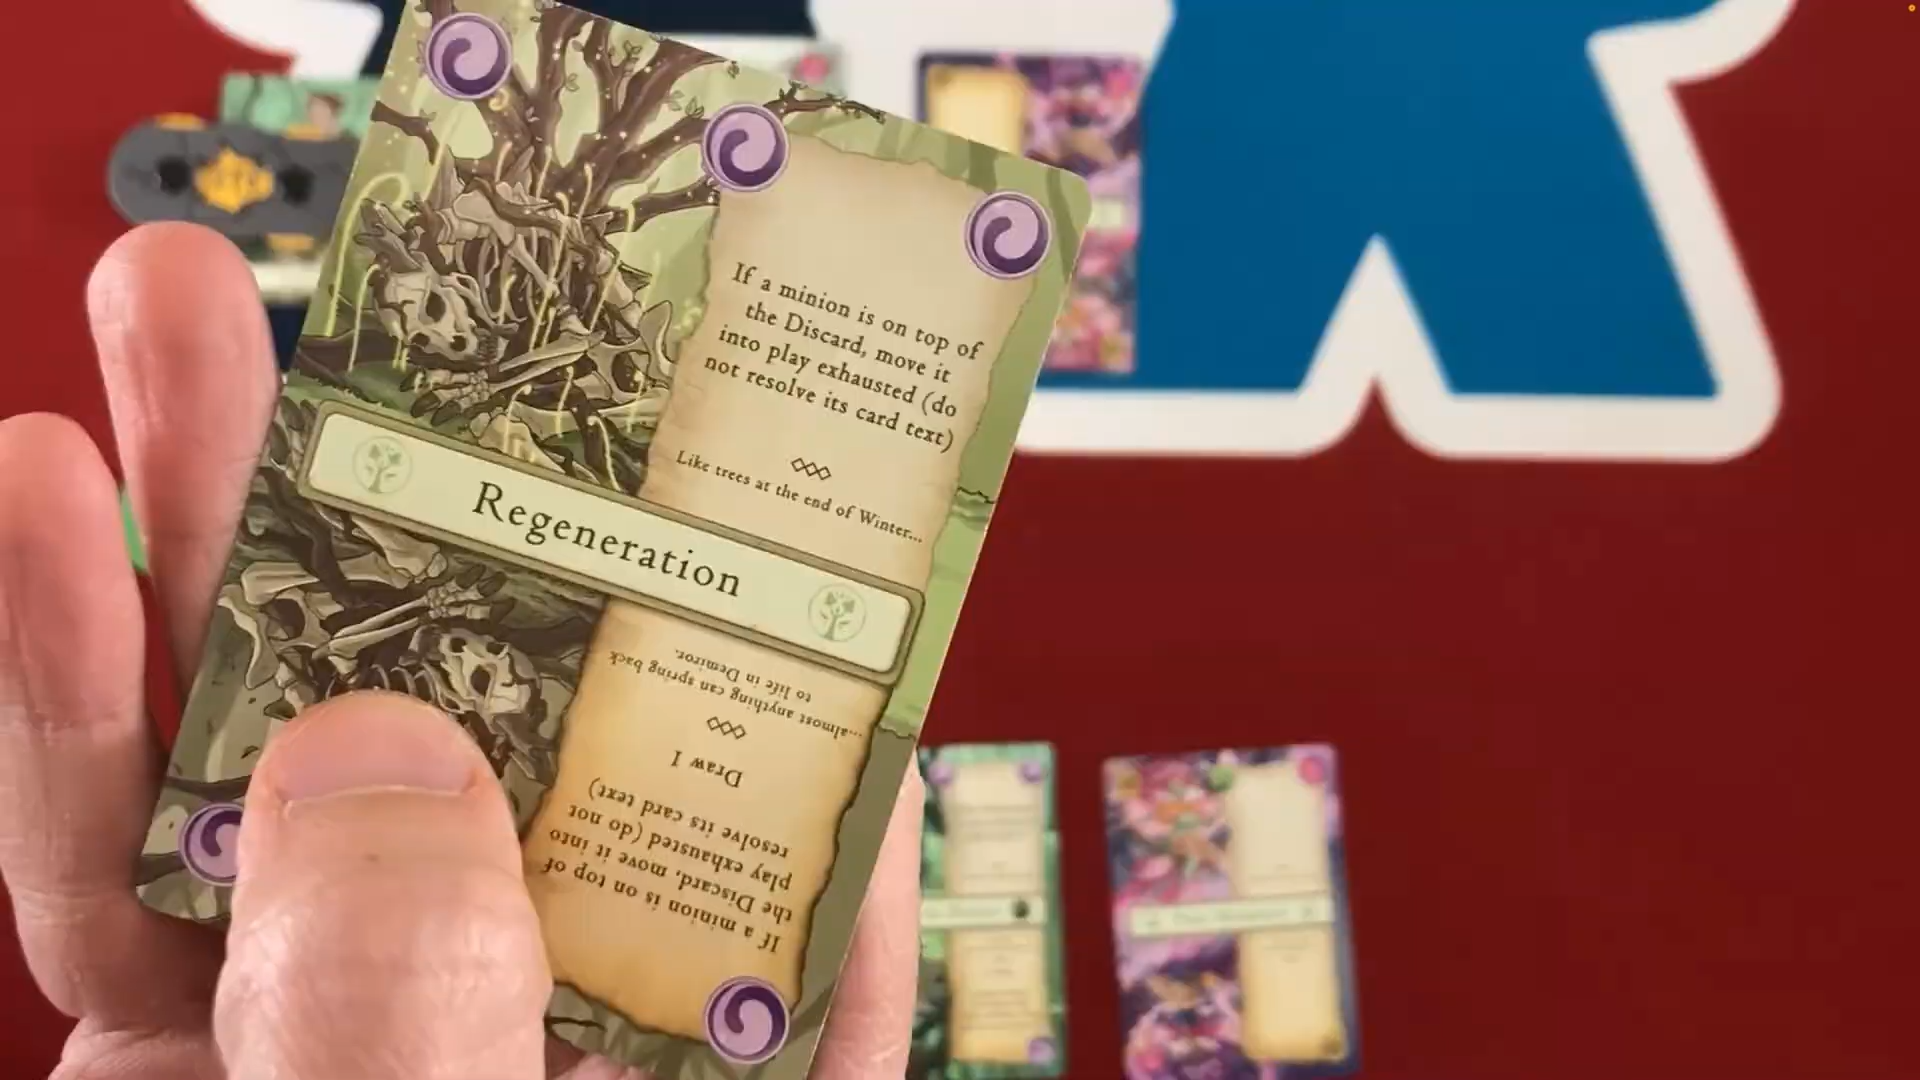 If a minion is on top of
the Discard, move it
into play exhausted (do
not resolve its card text)
Like trees at the end of Winter...
Regeneration
If a minion is on top of
the Discard, move it into
play exhausted (do not
resolve its card text)
Draw 1
...almost anything can spring back
to life in Demiror.